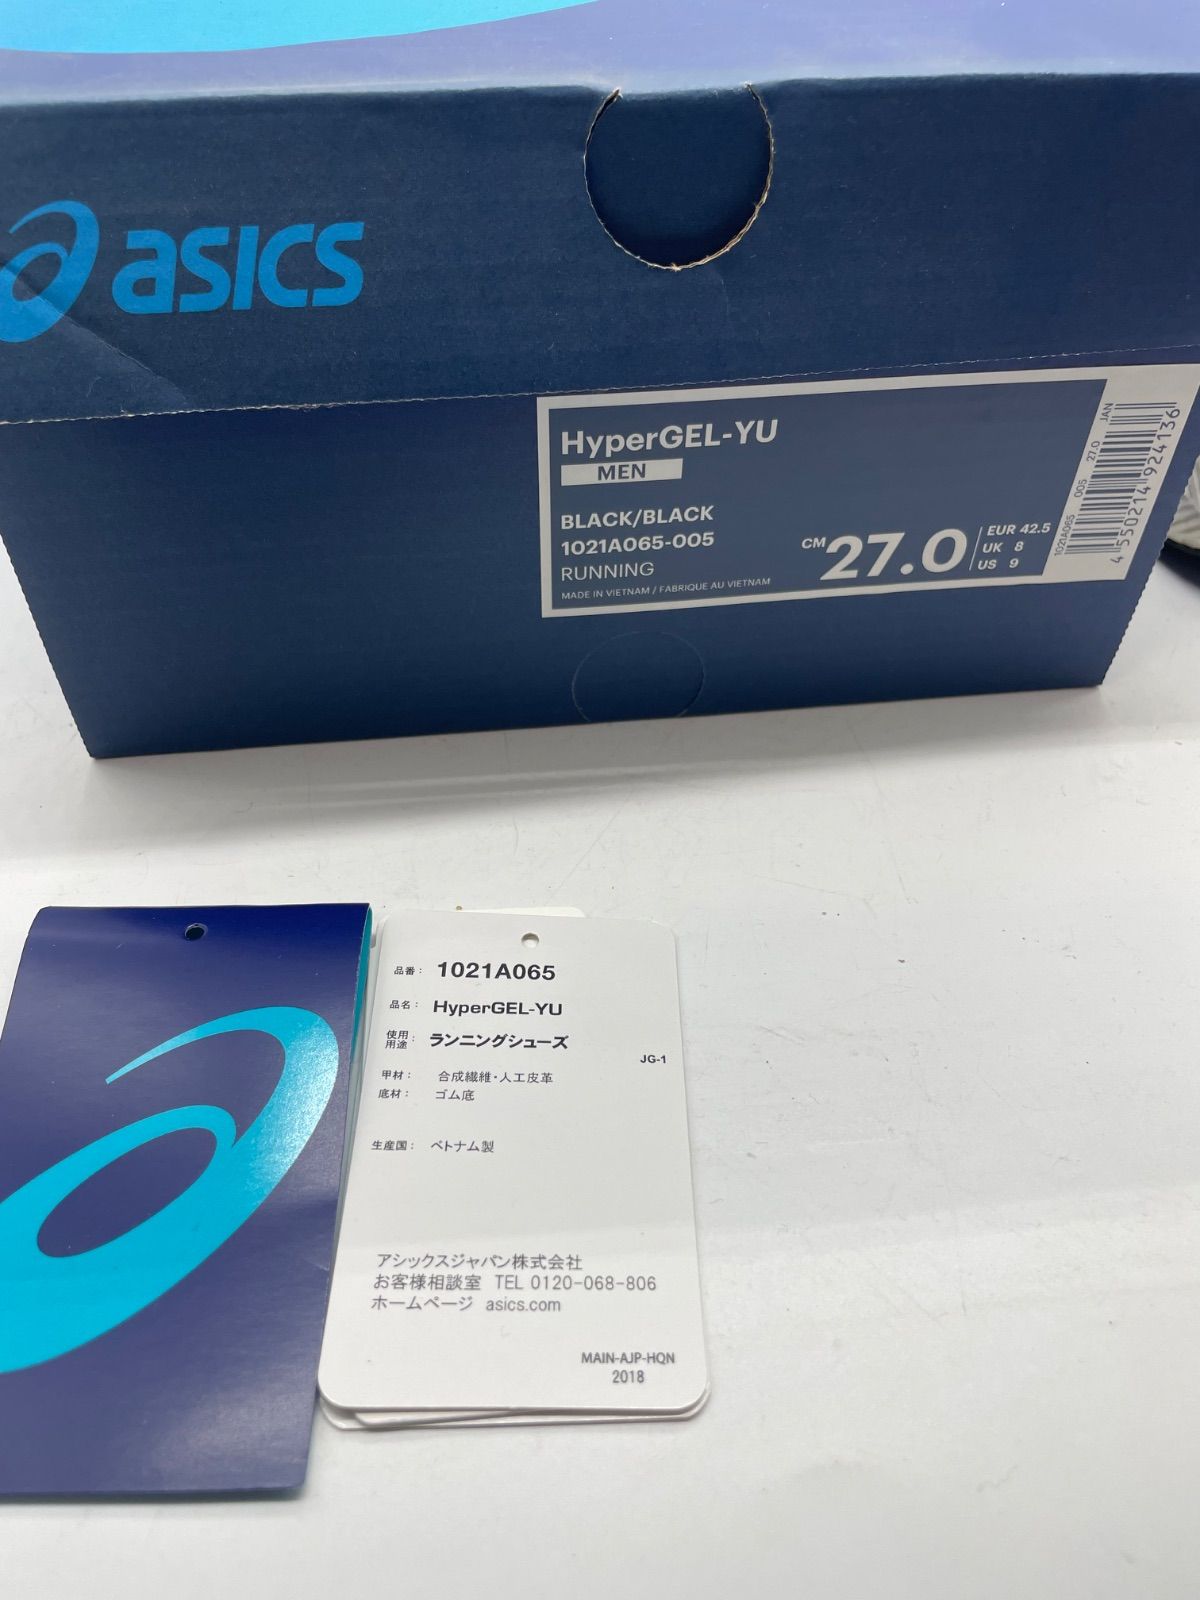 asics
HyperGEL-YU
MEN
BLACK/BLACK
1021A065-005
RUNNING
MADE IN VIETNAM / FABRIQUE AU VIETNAM
CM 27.0
EUR 42.5
UK 8
US 9
1021A065 005 27.0 JAN
4550214924136
品番: 1021A065
品名: HyperGEL-YU
使用用途: ランニングシューズ
JG-1
甲材: 合成繊維・人工皮革
底材: ゴム底
生産国: ベトナム製
アシックスジャパン株式会社
お客様相談室 TEL 0120-068-806
ホームページ asics.com
MAIN-AJP-HQN
2018